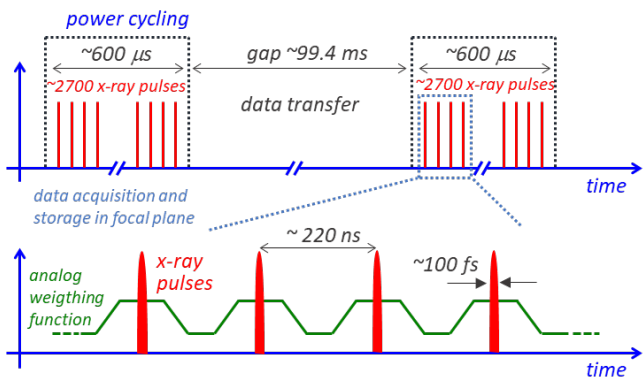 power cycling
~600 μs
gap ~99.4 ms
~600 μs
~2700 x-ray pulses
data transfer
~2700 x-ray pulses
time
data acquisition and
storage in focal plane
~ 220 ns
~100 fs
x-ray
pulses
analog
weigthing
function
time